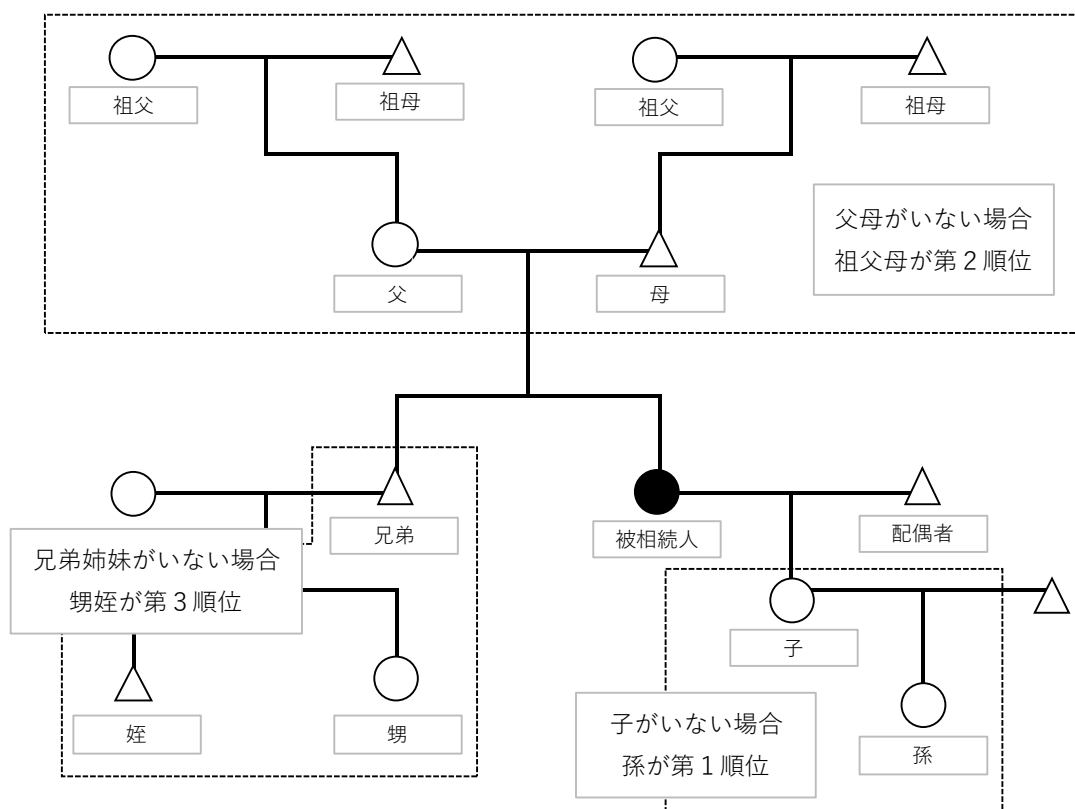 祖父
祖母
祖父
祖母
父母がいない場合
祖父母が第２順位
父
母
兄弟
被相続人
配偶者
兄弟姉妹がいない場合
甥姪が第３順位
子
姪
甥
子がいない場合
孫が第１順位
孫